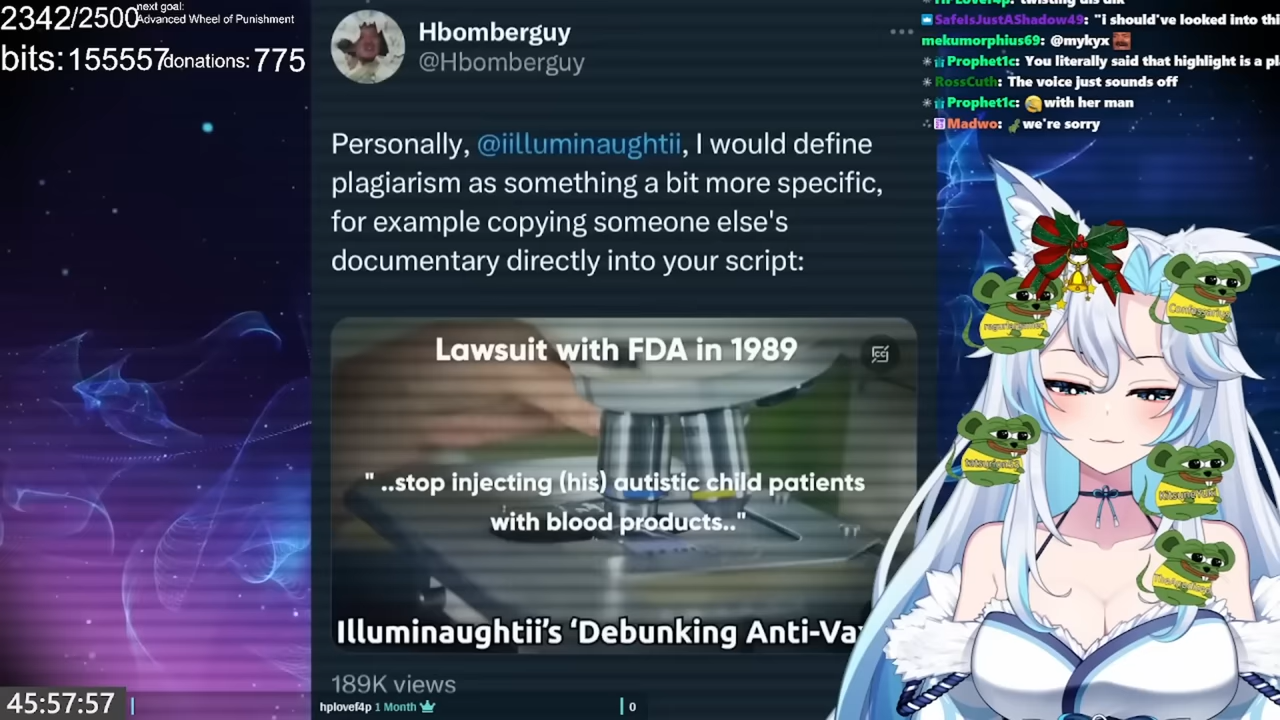 2342/2500
next goal:
Advanced Wheel of Punishment
bits:155557
donations: 775
Hbomberguy
@Hbomberguy
Personally, @iilluminaughtii, I would define
plagiarism as something a bit more specific,
for example copying someone else's
documentary directly into your script:
Lawsuit with FDA in 1989
" ..stop injecting (his) autistic child patients
with blood products.."
Illuminaughtii's 'Debunking Anti-Va
189K views
45:57:57
hplovef4p 1 Month
0
SafeIsJustAShadow49: "i should've looked into thi
mekumorphius69: @mykyx
Prophet1c: You literally said that highlight is a pl
RossCuth: The voice just sounds off
Prophet1c: with her man
Madwo: we're sorry